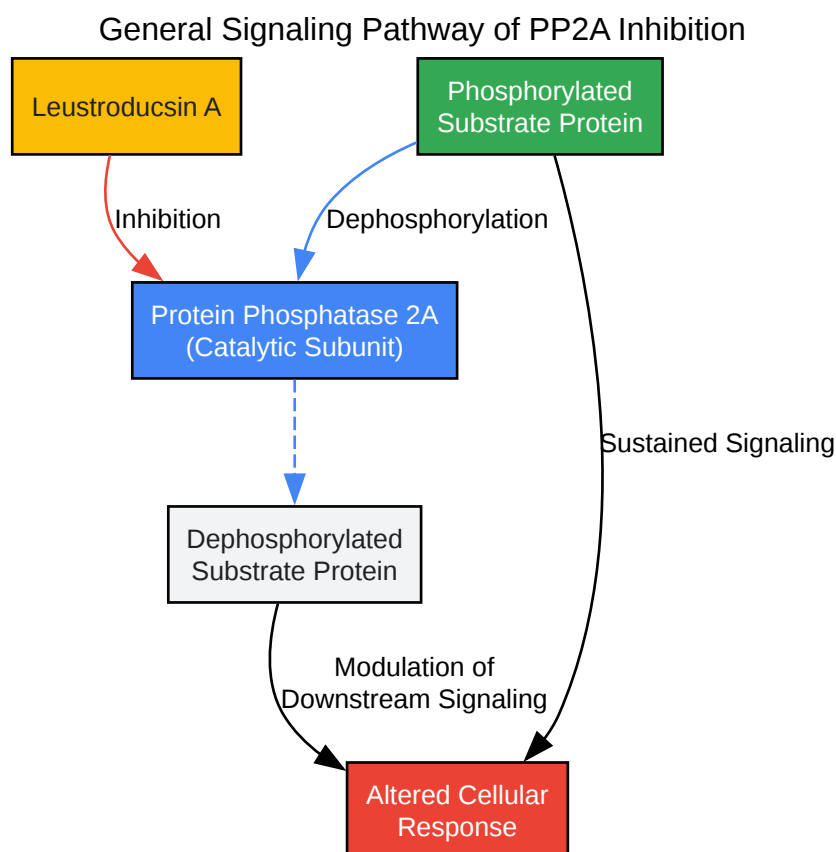 General Signaling Pathway of PP2A Inhibition
Leustroducsin A
Phosphorylated
Substrate Protein
Inhibition
Dephosphorylation
Protein Phosphatase 2A
(Catalytic Subunit)
Sustained Signaling
Dephosphorylated
Substrate Protein
Modulation of
Downstream Signaling
Altered Cellular
Response